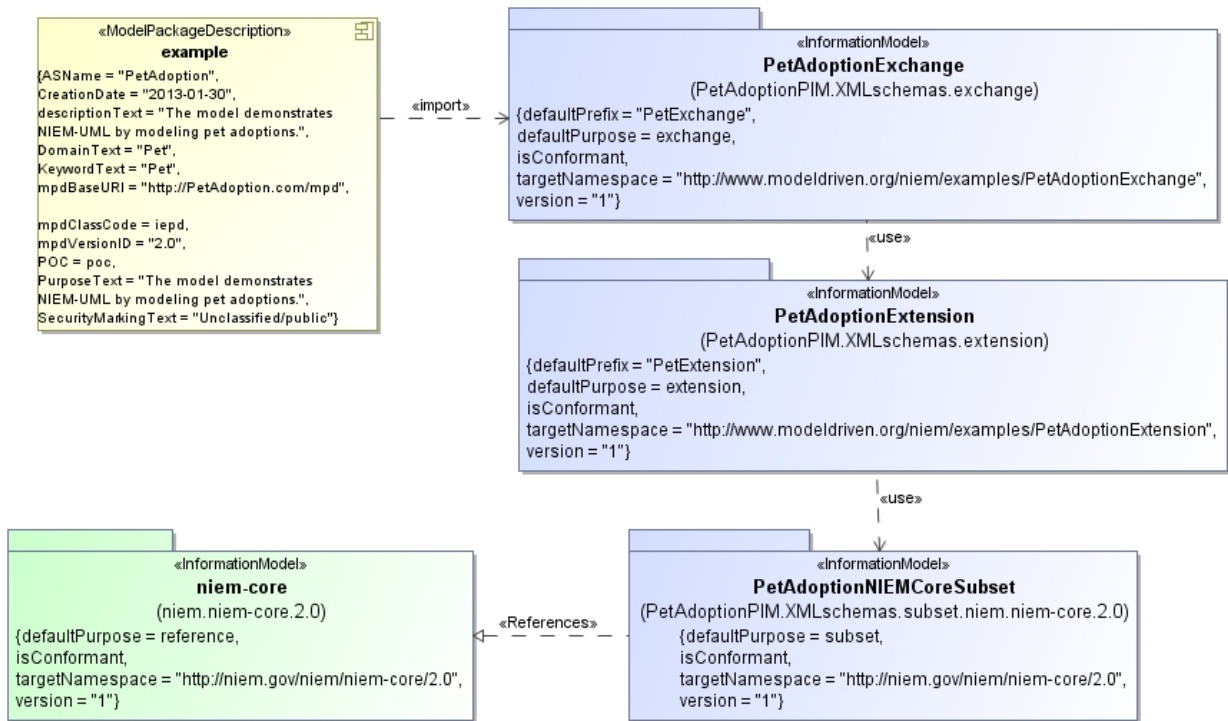 «ModelPackageDescription»
example
{ASName = "PetAdoption",
CreationDate = "2013-01-30",
descriptionText = "The model demonstrates
NIEM-UML by modeling pet adoptions.",
DomainText = "Pet",
KeywordText = "Pet",
mpdBaseURI = "http://PetAdoption.com/mpd",
mpdClassCode = iepd,
mpdVersionID = "2.0",
POC = poc,
PurposeText = "The model demonstrates
NIEM-UML by modeling pet adoptions.",
SecurityMarkingText = "Unclassified/public"}
«import»
«InformationModel»
PetAdoptionExchange
(PetAdoptionPIM.XMLschemas.exchange)
{defaultPrefix = "PetExchange",
defaultPurpose = exchange,
isConformant,
targetNamespace = "http://www.modeldriven.org/niem/examples/PetAdoptionExchange",
version = "1"}
«use»
«InformationModel»
PetAdoptionExtension
(PetAdoptionPIM.XMLschemas.extension)
{defaultPrefix = "PetExtension",
defaultPurpose = extension,
isConformant,
targetNamespace = "http://www.modeldriven.org/niem/examples/PetAdoptionExtension",
version = "1"}
«use»
«InformationModel»
niem-core
(niem.niem-core.2.0)
{defaultPurpose = reference,
isConformant,
targetNamespace = "http://niem.gov/niem/niem-core/2.0",
version = "1"}
«References»
«InformationModel»
PetAdoptionNIEMCoreSubset
(PetAdoptionPIM.XMLschemas.subset.niem.niem-core.2.0)
{defaultPurpose = subset,
isConformant,
targetNamespace = "http://niem.gov/niem/niem-core/2.0",
version = "1"}